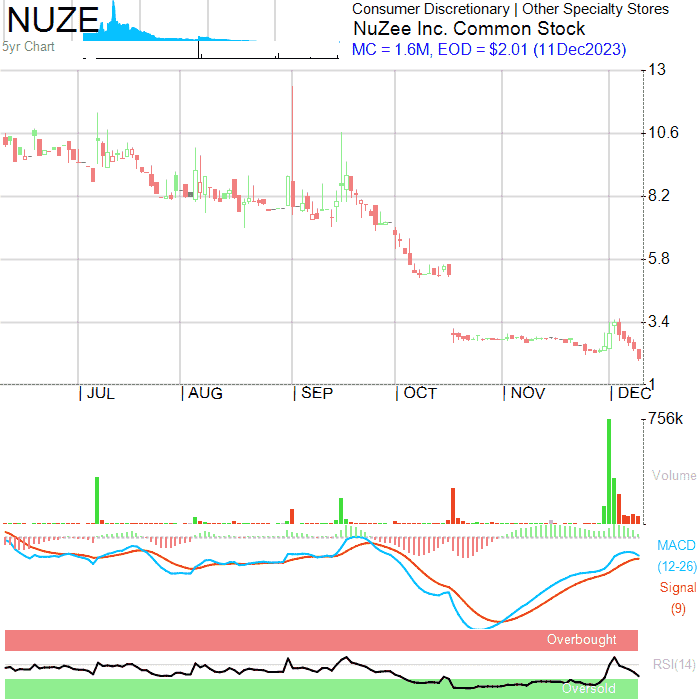 NUZE
5yr Chart
Consumer Discretionary | Other Specialty Stores
NuZee Inc. Common Stock
MC = 1.6M, EOD = $2.01 (11Dec2023)
13
10.6
8.2
5.8
3.4
1
JUL AUG SEP OCT NOV DEC
756k
Volume
MACD
(12-26)
Signal
(9)
Overbought
RSI(14)
Oversold